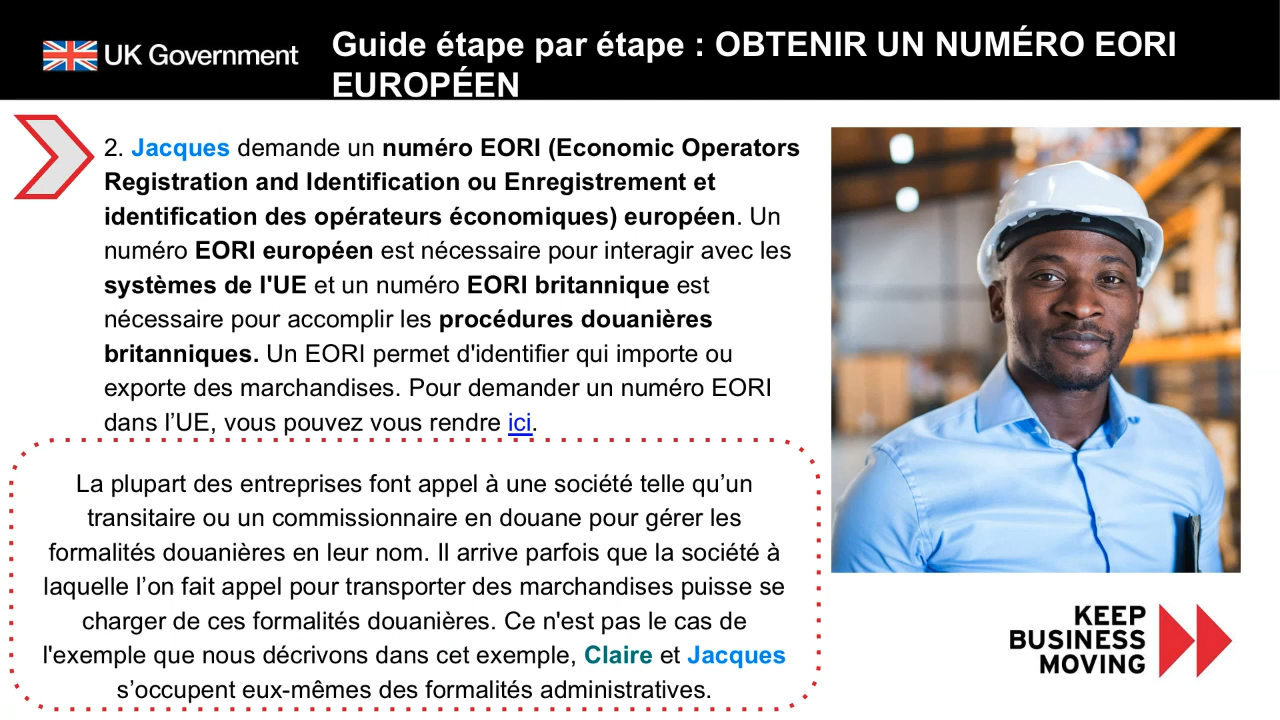 UK Government
Guide étape par étape : OBTENIR UN NUMÉRO EORI
EUROPÉEN
2. Jacques demande un numéro EORI (Economic Operators
Registration and Identification ou Enregistrement et
identification des opérateurs économiques) européen. Un
numéro EORI européen est nécessaire pour interagir avec les
systèmes de l'UE et un numéro EORI britannique est
nécessaire pour accomplir les procédures douanières
britanniques. Un EORI permet d'identifier qui importe ou
exporte des marchandises. Pour demander un numéro EORI
dans l’UE, vous pouvez vous rendre ici.
La plupart des entreprises font appel à une société telle qu’un
transitaire ou un commissionnaire en douane pour gérer les
formalités douanières en leur nom. Il arrive parfois que la société à
laquelle l’on fait appel pour transporter des marchandises puisse se
charger de ces formalités douanières. Ce n'est pas le cas de
l'exemple que nous décrivons dans cet exemple, Claire et Jacques
s’occupent eux-mêmes des formalités administratives.
KEEP
BUSINESS
MOVING